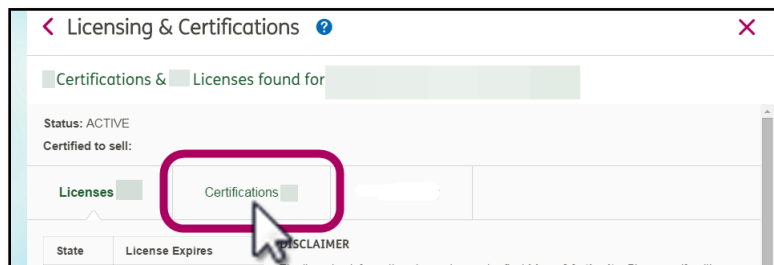 Licensing & Certifications ?
Certifications & Licenses found for
Status: ACTIVE
Certified to sell:
Licenses Certifications
State License Expires DISCLAIMER